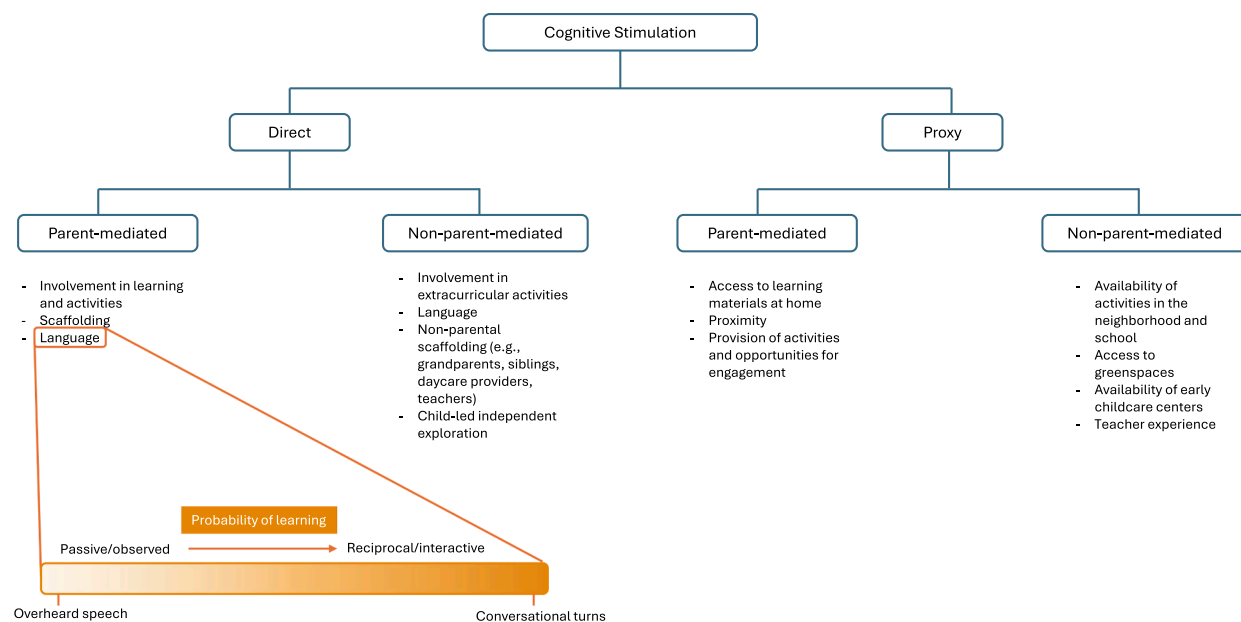 Cognitive Stimulation
Direct
Proxy
Parent-mediated
Non-parent-mediated
Parent-mediated
Non-parent-mediated
- Involvement in learning
and activities
- Scaffolding
- Language
- Involvement in
extracurricular activities
- Language
- Non-parental
scaffolding (e.g.,
grandparents, siblings,
daycare providers,
teachers)
- Child-led independent
exploration
- Access to learning
materials at home
- Proximity
- Provision of activities
and opportunities for
engagement
- Availability of
activities in the
neighborhood and
school
- Access to
greenspaces
- Availability of early
childcare centers
- Teacher experience
Probability of learning
Passive/observed
Reciprocal/interactive
Overheard speech
Conversational turns